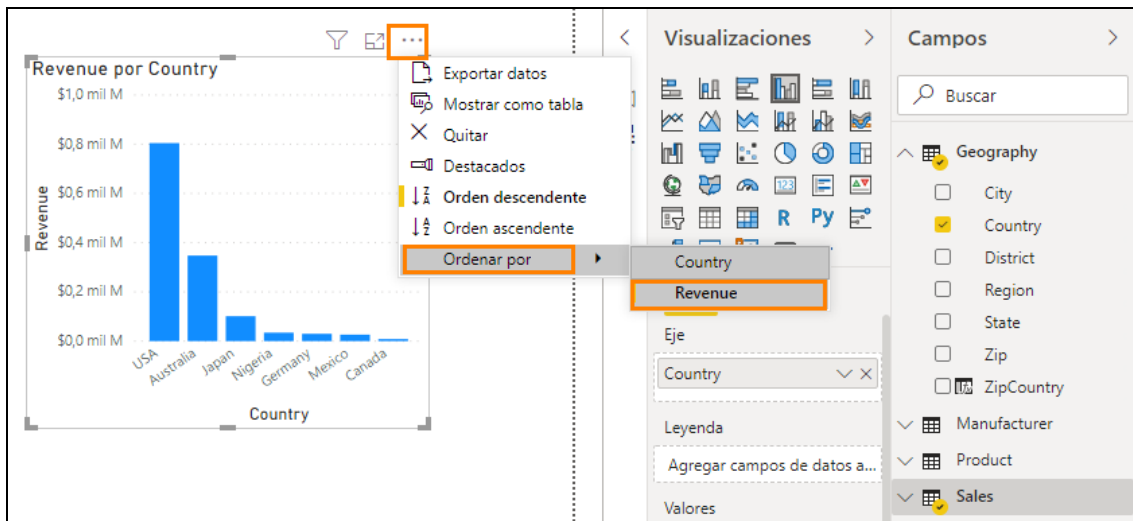 Revenue por Country
$1,0 mil M
$0,8 mil M
$0,6 mil M
$0,4 mil M
$0,2 mil M
$0,0 mil M
Revenue
USA
Australia
Japan
Nigeria
Germany
Mexico
Canada
Country
Exportar datos
Mostrar como tabla
Quitar
Destacados
Orden descendente
Orden ascendente
Ordenar por
Country
Revenue
Visualizaciones
123
R
Py
Eje
Country
Leyenda
Agregar campos de datos a...
Valores
Campos
Buscar
Geography
City
Country
District
Region
State
Zip
ZipCountry
Manufacturer
Product
Sales